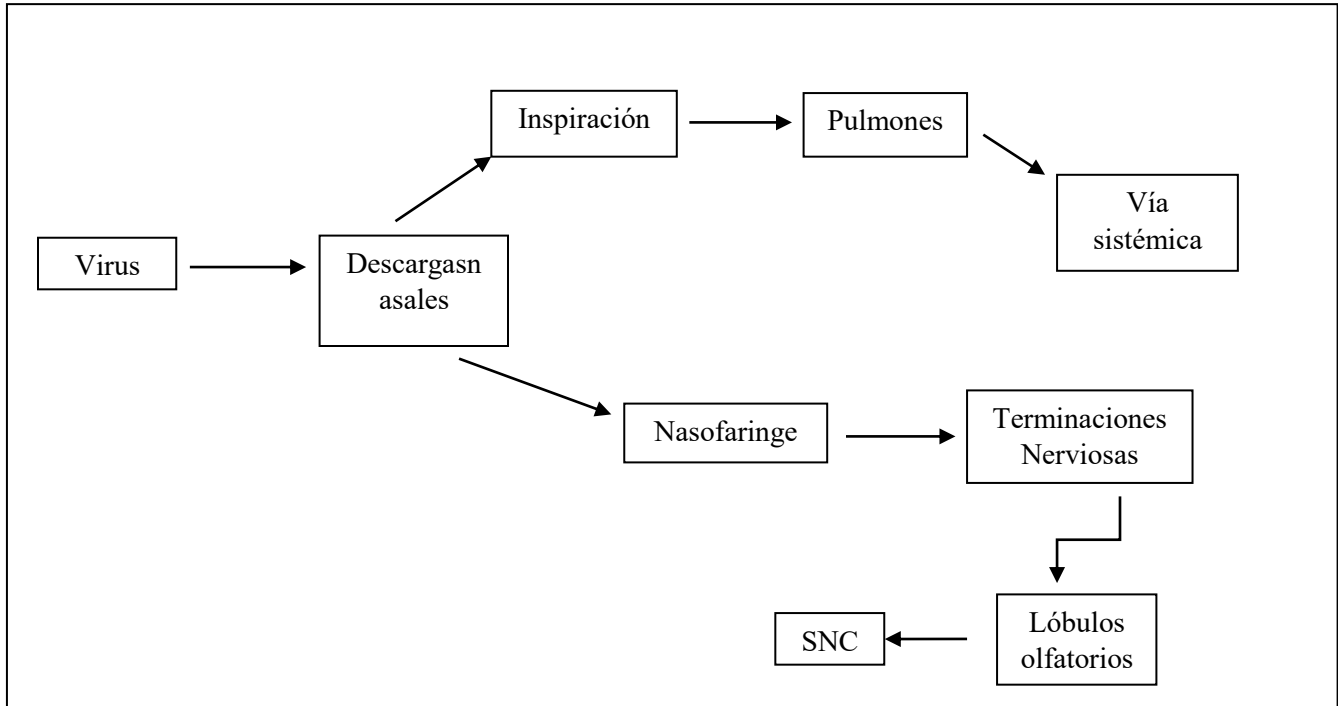 Inspiración
Pulmones
Vía
sistémica
Virus
Descargasn
asales
Nasofaringe
Terminaciones
Nerviosas
Lóbulos
olfatorios
SNC